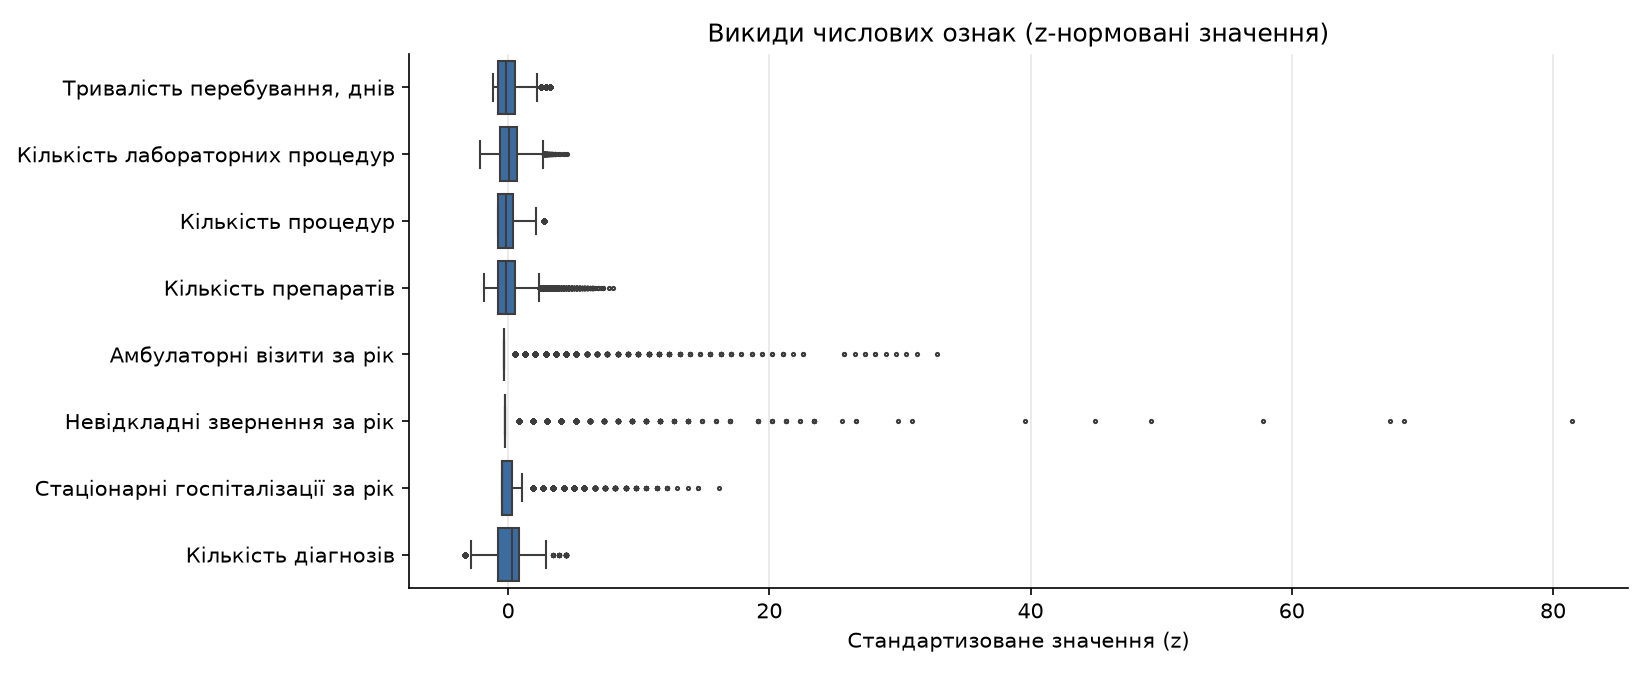 Викиди числових ознак (z-нормовані значення)
Тривалість перебування, днів
Кількість лабораторних процедур
Кількість процедур
Кількість препаратів
Амбулаторні візити за рік
Невідкладні звернення за рік
Стаціонарні госпіталізації за рік
Кількість діагнозів
0 20 40 60 80
Стандартизоване значення (z)